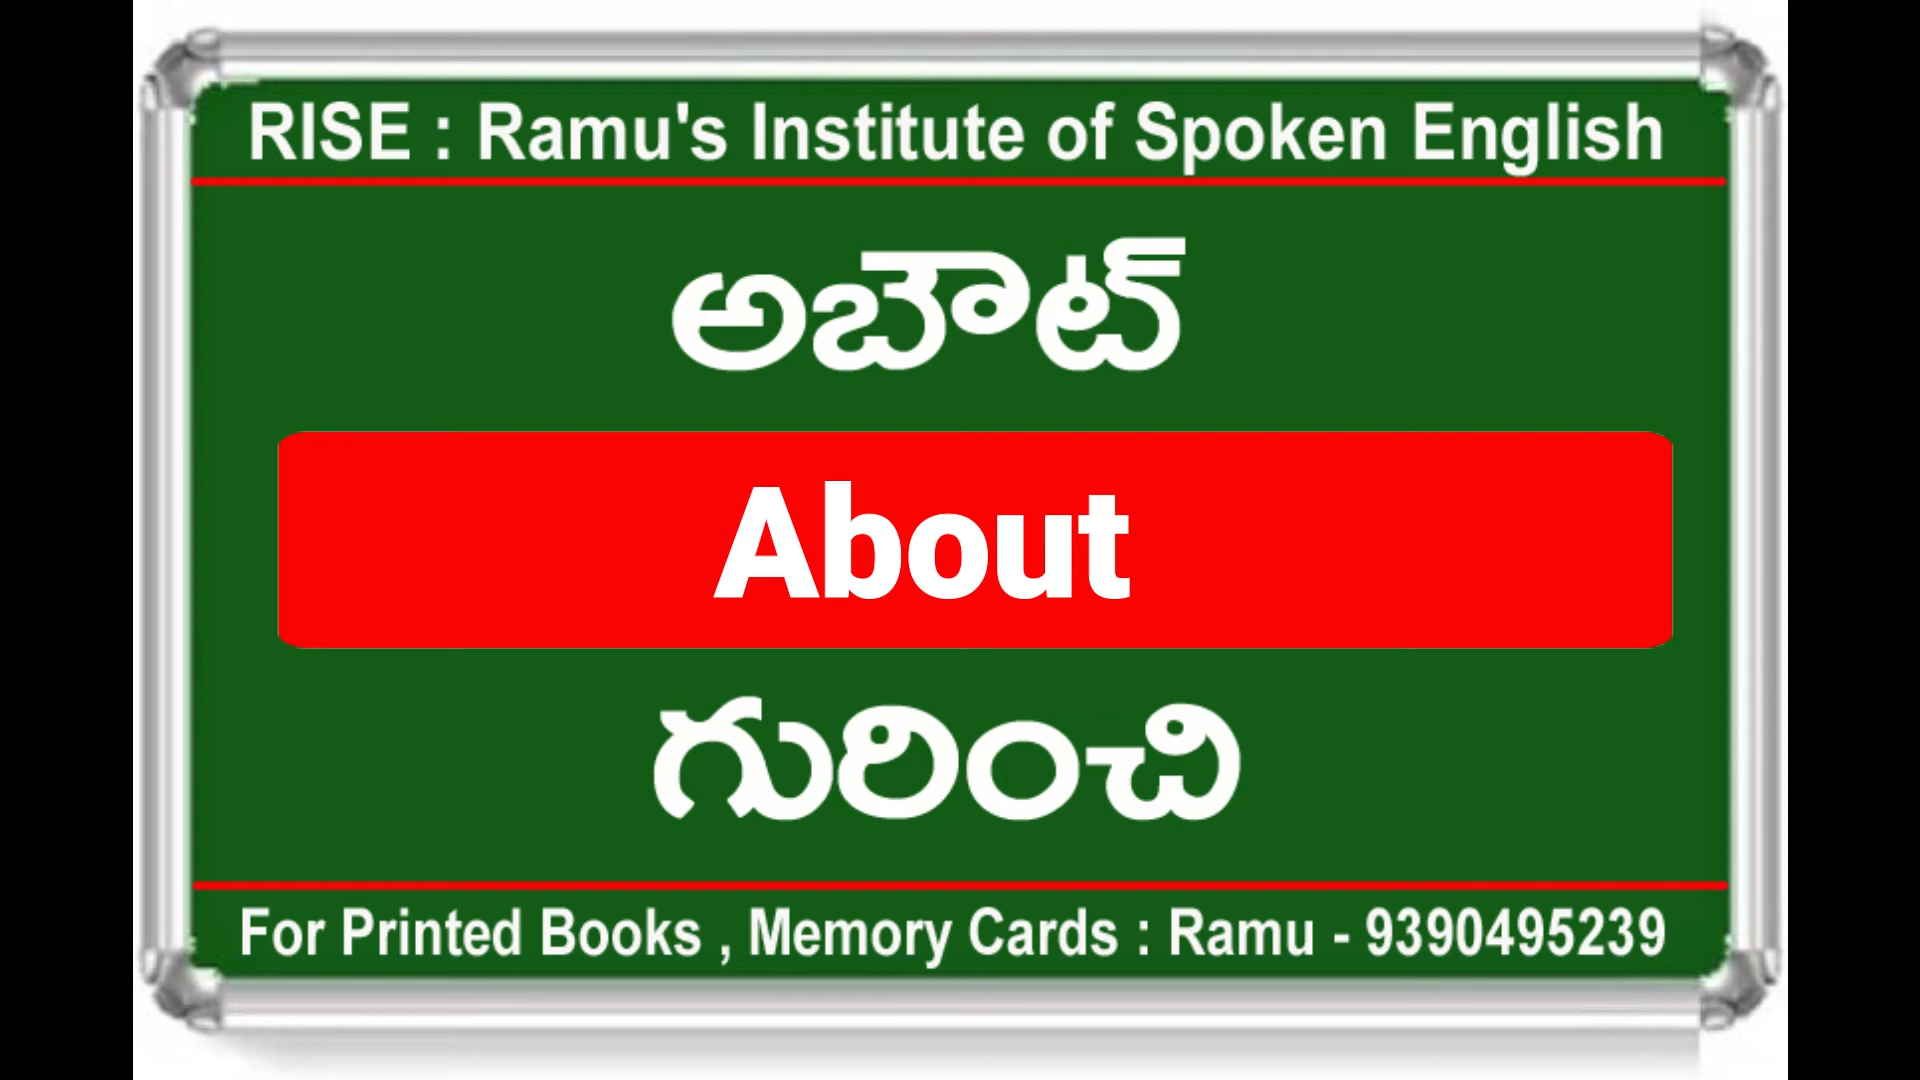 RISE : Ramu's Institute of Spoken English
అబౌట్
About
గురించి
For Printed Books , Memory Cards : Ramu - 9390495239